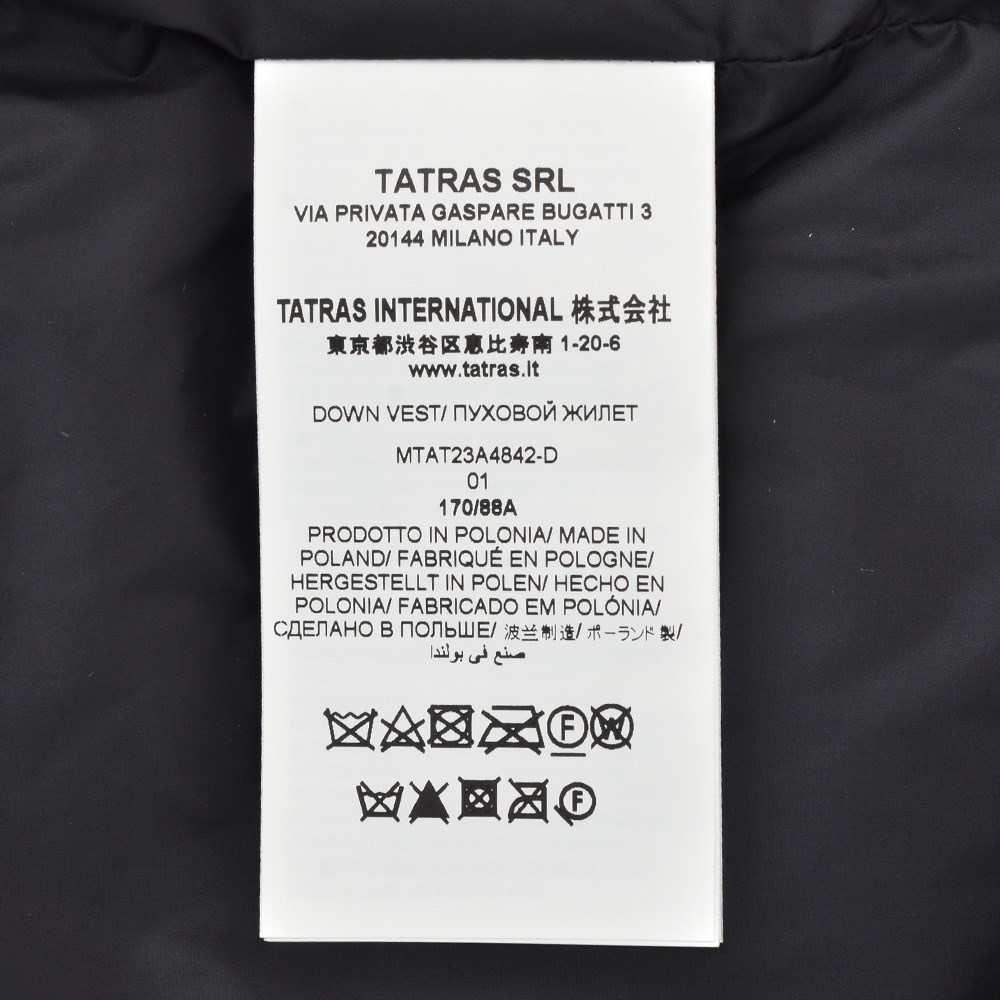 TATRAS SRL
VIA PRIVATA GASPARE BUGATTI 3
20144 MILANO ITALY
TATRAS INTERNATIONAL 株式会社
東京都渋谷区恵比寿南 1-20-6
www.tatras.it
DOWN VEST/ ПУХОВОЙ ЖИЛЕТ
MTAT23A4842-D
01
170/88A
PRODOTTO IN POLONIA/ MADE IN
POLAND/ FABRIQUÉ EN POLOGNE/
HERGESTELLT IN POLEN/ HECHO EN
POLONIA/ FABRICADO EM POLÓNIA/
СДЕЛАНО В ПОЛЬШЕ/ 波兰制造/ ポーランド 製/
صنع في بولندا
F W
F